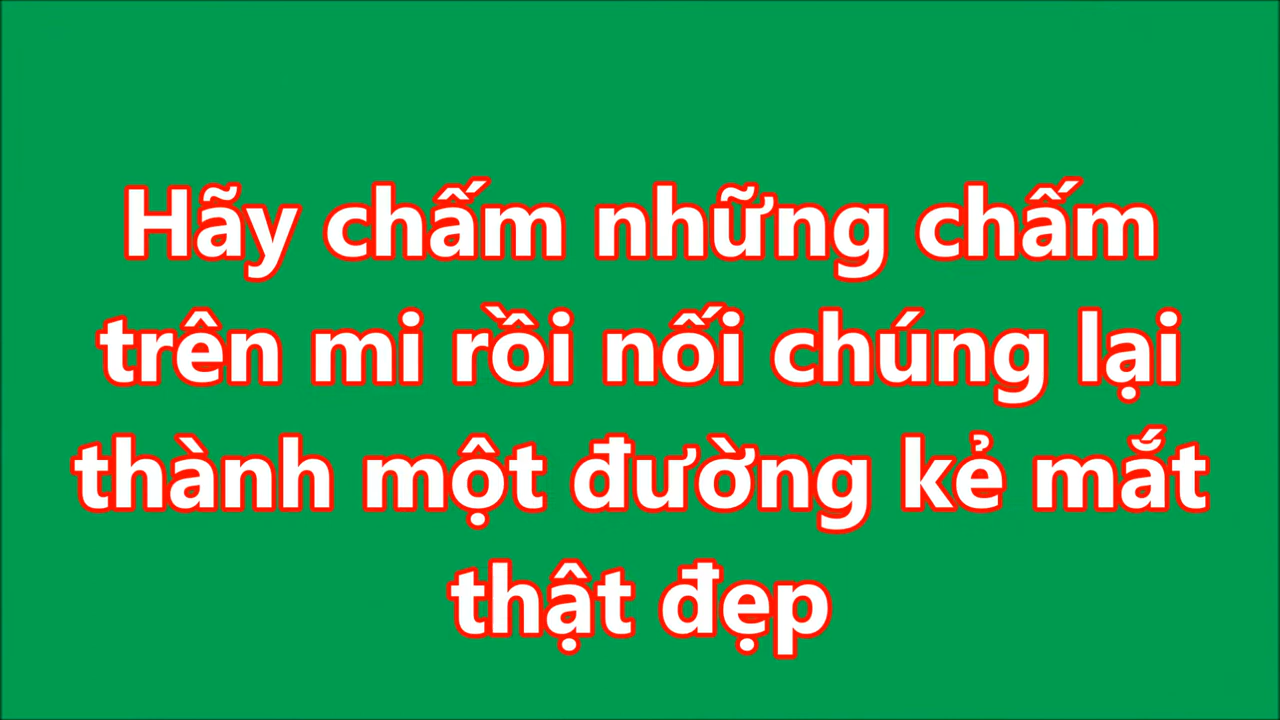 Hãy chấm những chấm
trên mi rồi nối chúng lại
thành một đường kẻ mắt
thật đẹp